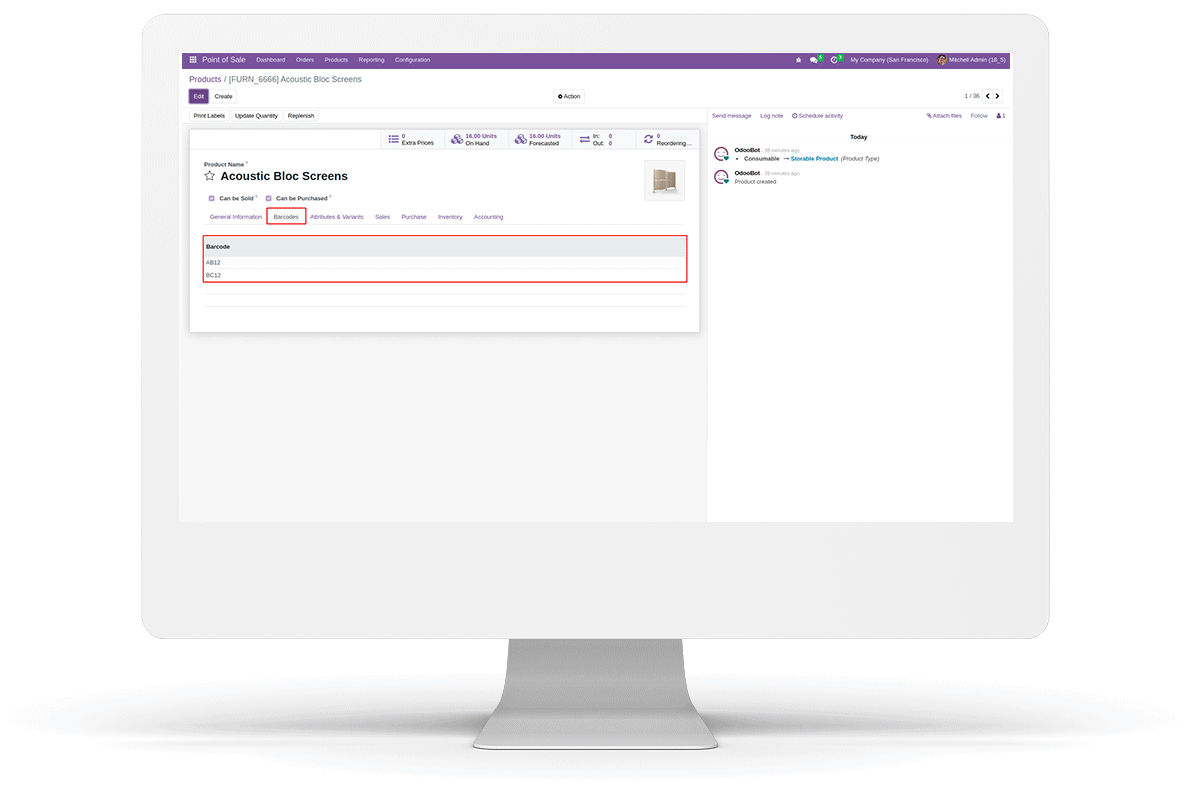 Point of Sale Dashboard Orders Products Reporting Configuration 5 3 My Company (San Francisco) Mitchell Admin (18_5)
Products / [FURN_6666] Acoustic Bloc Screens
Edit Create Action 1 / 36
Print Labels Update Quantity Replenish
Send message Log note Schedule activity Attach files Follow 1
0 Extra Prices
16.00 Units On Hand
16.00 Units Forecasted
In: 0
Out: 0
0 Reordering...
Product Name ?
Acoustic Bloc Screens
Can be Sold ? Can be Purchased ?
General Information Barcodes Attributes & Variants Sales Purchase Inventory Accounting
Barcode
AB12
BC12
Today
OdooBot - 38 minutes ago
• Consumable → Storable Product (Product Type)
OdooBot - 39 minutes ago
Product created